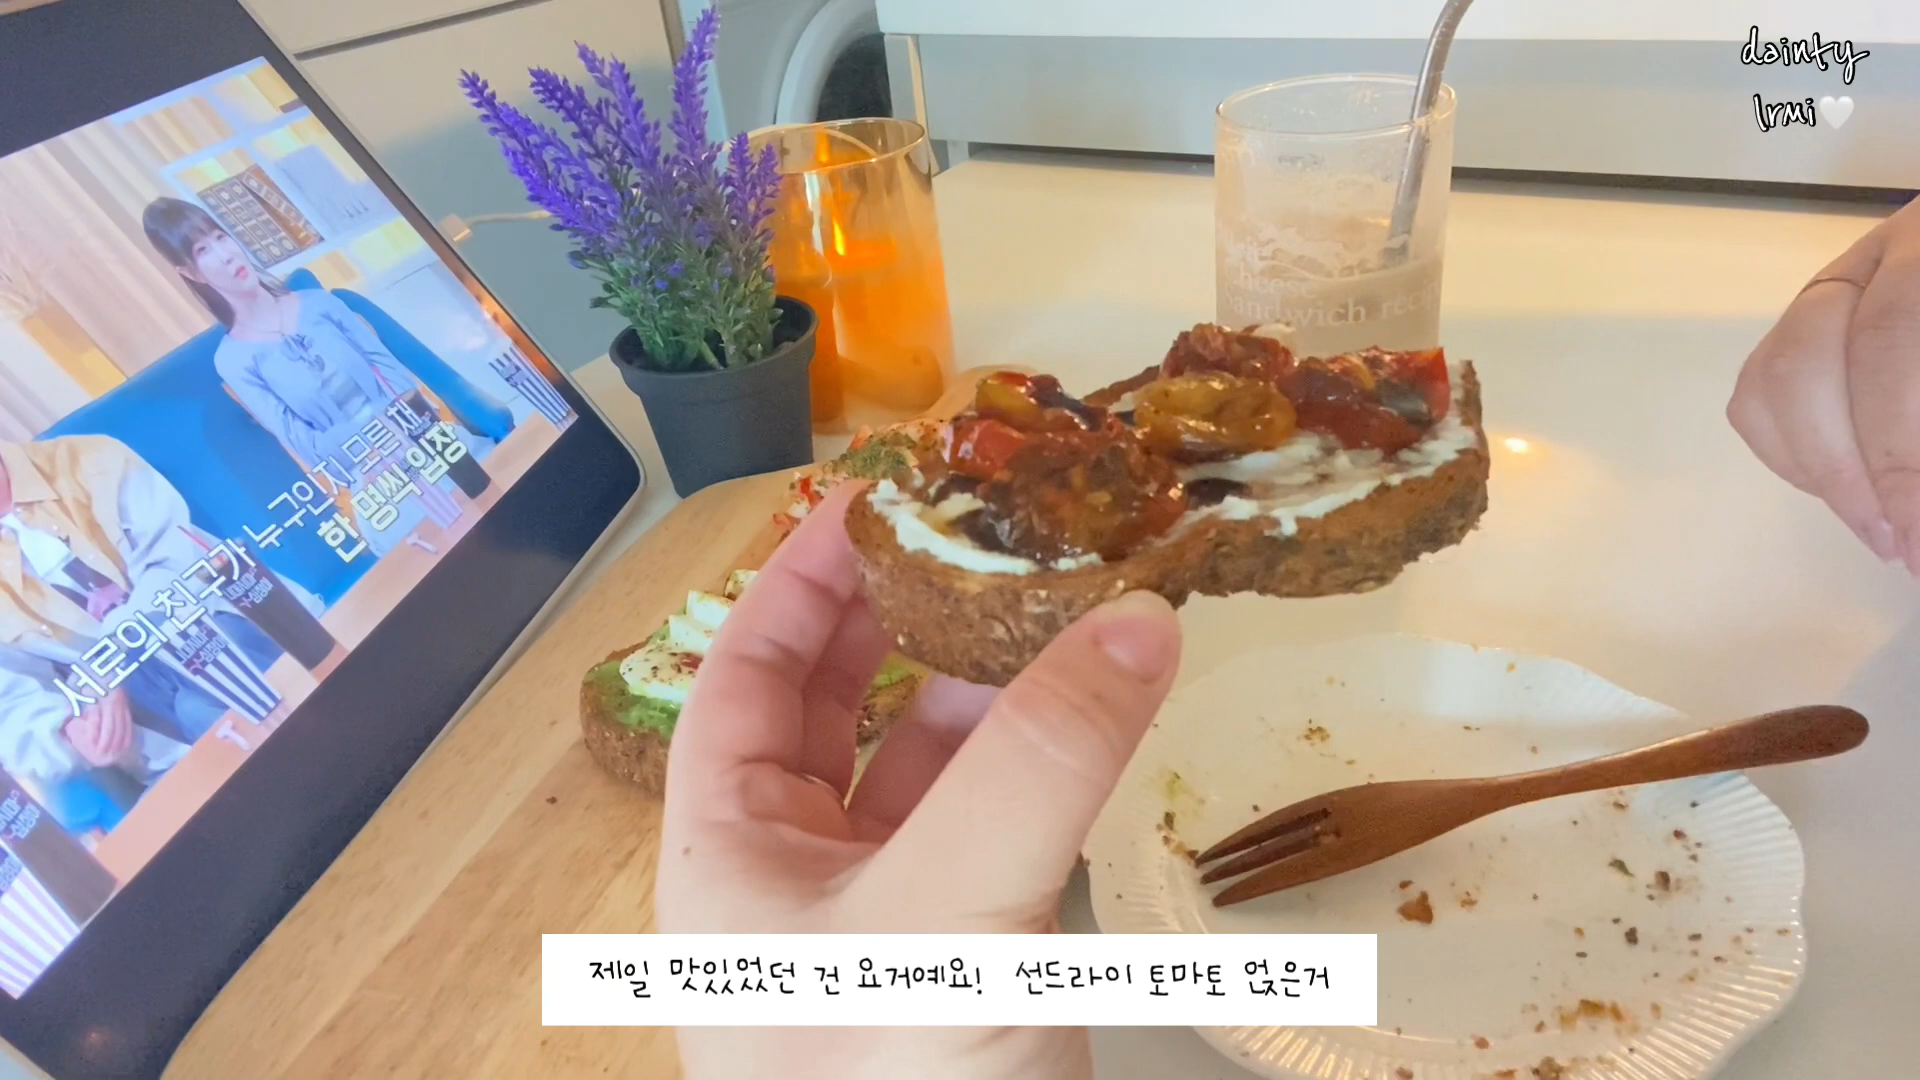 dainty
lrmi🤍
서로의 친구가 누구인지 모른 채
한 명씩 입장
cheese
sandwich
제일 맛있었던 건 요거예요! 선드라이 토마토 얹은거